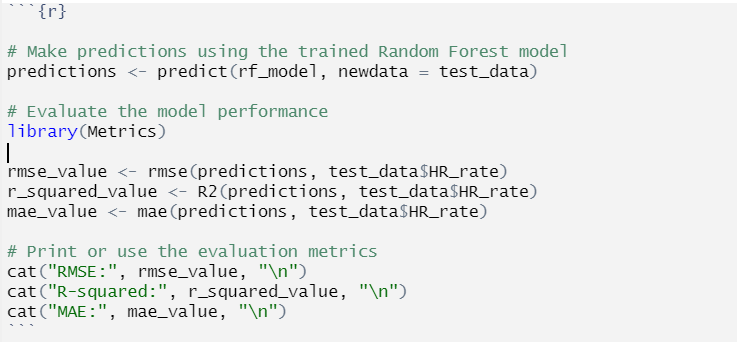 ```{r}
# Make predictions using the trained Random Forest model
predictions <- predict(rf_model, newdata = test_data)
# Evaluate the model performance
library(Metrics)
rmse_value <- rmse(predictions, test_data$HR_rate)
r_squared_value <- R2(predictions, test_data$HR_rate)
mae_value <- mae(predictions, test_data$HR_rate)
# Print or use the evaluation metrics
cat("RMSE:", rmse_value, "\n")
cat("R-squared:", r_squared_value, "\n")
cat("MAE:", mae_value, "\n")
```